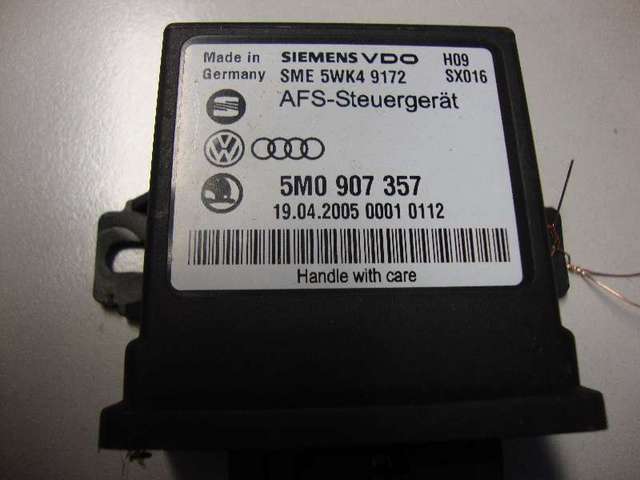 Made in SIEMENS VDO H09
Germany SME 5WK4 9172 SX016
AFS-Steuergerät
5M0 907 357
19.04.2005 0001 0112
Handle with care